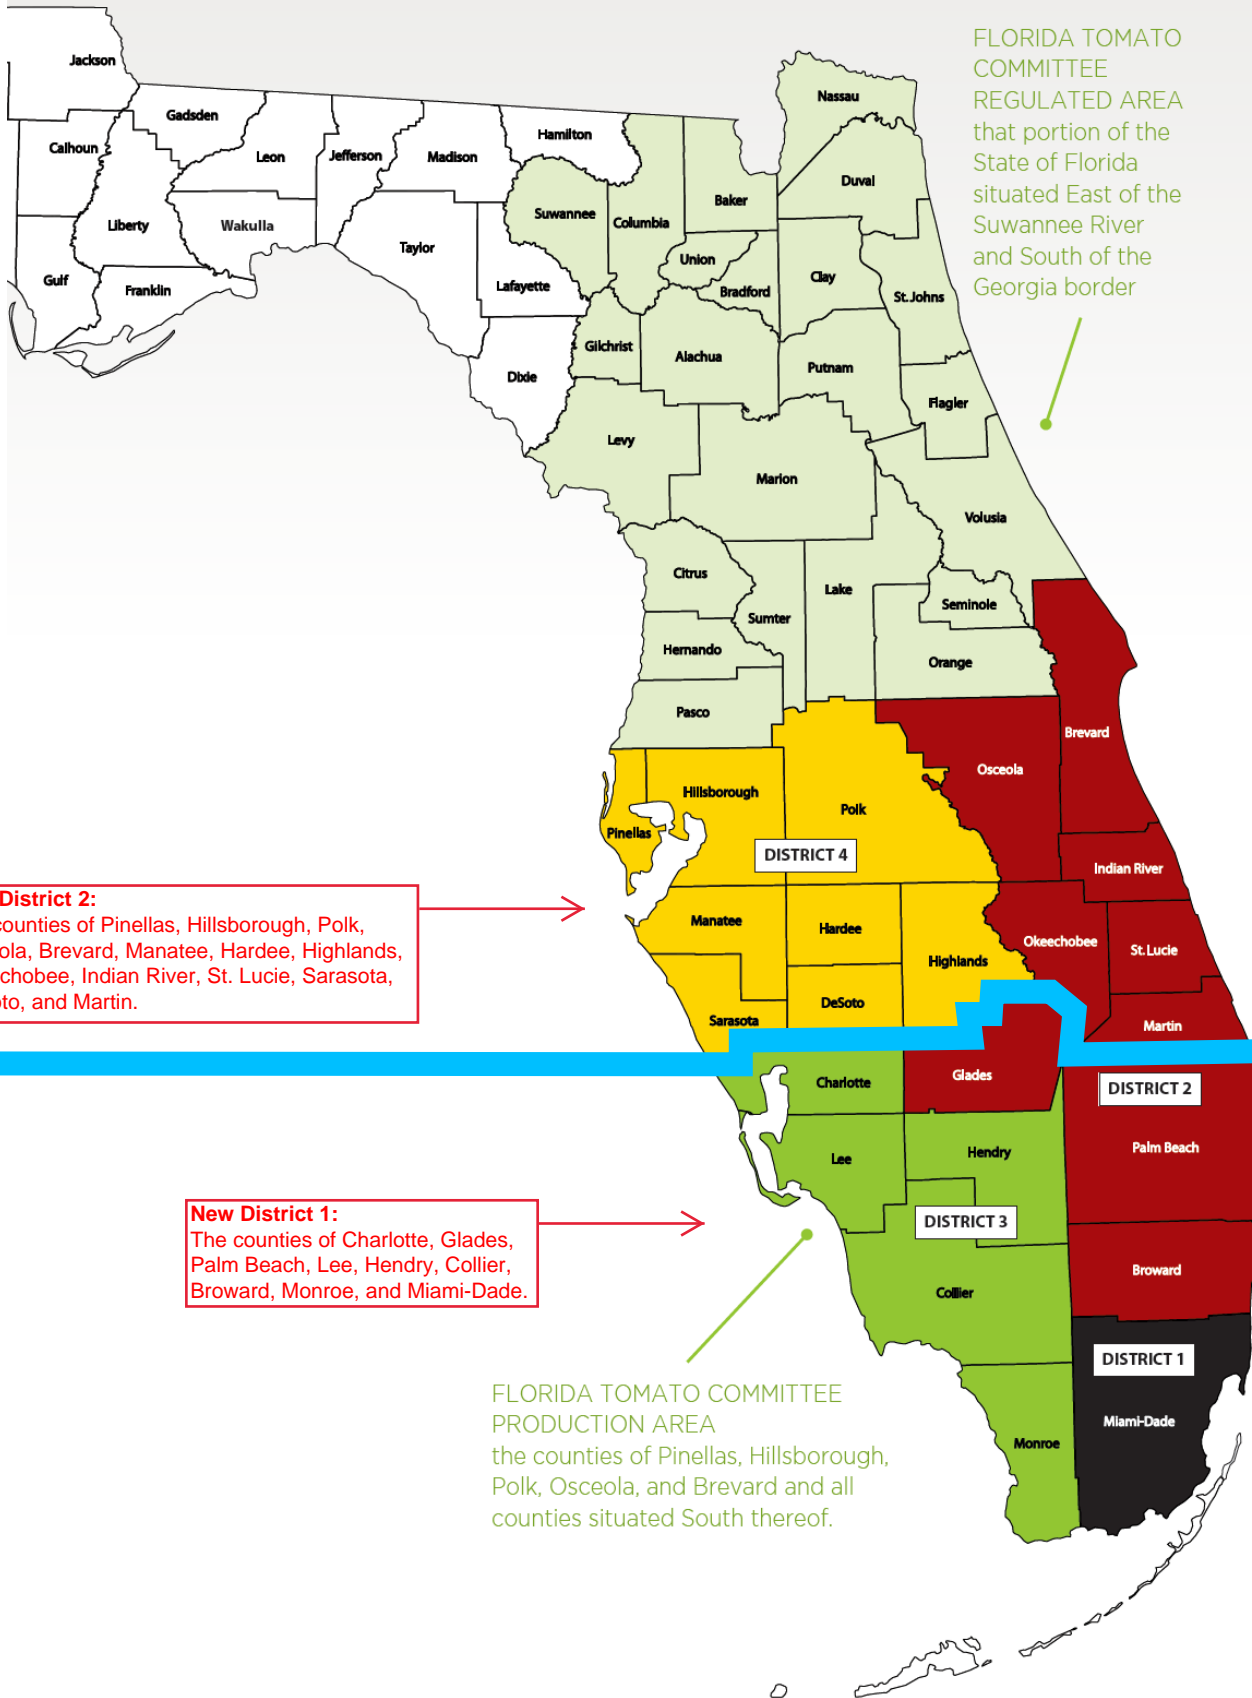 FLORIDA TOMATO
COMMITTEE
REGULATED AREA
that portion of the
State of Florida
situated East of the
Suwannee River
and South of the
Georgia border
Jackson
Nassau
Gadsden
Hamilton
Calhoun
Leon
Jefferson
Madison
Duval
Baker
Suwannee
Columbia
Liberty
Wakulla
Taylor
Union
Clay
Gulf
Franklin
Lafayette
Bradford
St. Johns
Gilchrist
Alachua
Putnam
Dixie
Flagler
Levy
Marion
Volusia
Citrus
Lake
Seminole
Sumter
Hernando
Orange
Pasco
Brevard
Osceola
Hillsborough
Polk
Pinellas
DISTRICT 4
Indian River
District 2:
counties of Pinellas, Hillsborough, Polk,
ola, Brevard, Manatee, Hardee, Highlands,
chobee, Indian River, St. Lucie, Sarasota,
oto, and Martin.
Manatee
Hardee
Okeechobee
St. Lucie
Highlands
DeSoto
Sarasota
Martin
Charlotte
Glades
DISTRICT 2
Palm Beach
Lee
Hendry
New District 1:
The counties of Charlotte, Glades,
Palm Beach, Lee, Hendry, Collier,
Broward, Monroe, and Miami-Dade.
DISTRICT 3
Broward
Collier
DISTRICT 1
FLORIDA TOMATO COMMITTEE
PRODUCTION AREA
the counties of Pinellas, Hillsborough,
Polk, Osceola, and Brevard and all
counties situated South thereof.
Miami-Dade
Monroe